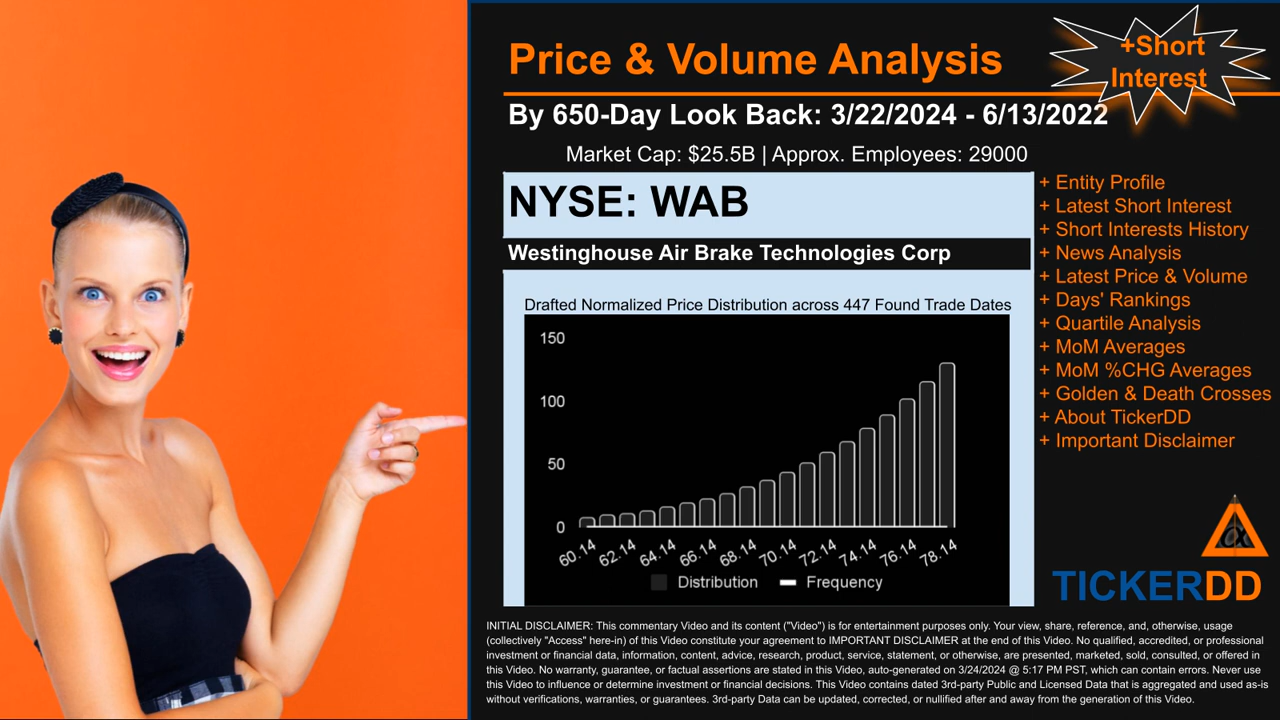 Price & Volume Analysis
+Short
Interest
By 650-Day Look Back: 3/22/2024 - 6/13/2022
Market Cap: $25.5B | Approx. Employees: 29000
NYSE: WAB
Westinghouse Air Brake Technologies Corp
Drafted Normalized Price Distribution across 447 Found Trade Dates
150
100
50
0
60.14 62.14 64.14 66.14 68.14 70.14 72.14 74.14 76.14 78.14
Distribution Frequency
+ Entity Profile
+ Latest Short Interest
+ Short Interests History
+ News Analysis
+ Latest Price & Volume
+ Days' Rankings
+ Quartile Analysis
+ MoM Averages
+ MoM %CHG Averages
+ Golden & Death Crosses
+ About TickerDD
+ Important Disclaimer
TICKERDD
INITIAL DISCLAIMER: This commentary Video and its content ("Video") is for entertainment purposes only. Your view, share, reference, and, otherwise, usage
(collectively "Access" here-in) of this Video constitute your agreement to IMPORTANT DISCLAIMER at the end of this Video. No qualified, accredited, or professional
investment or financial data, information, content, advice, research, product, service, statement, or otherwise, are presented, marketed, sold, consulted, or offered in
this Video. No warranty, guarantee, or factual assertions are stated in this Video, auto-generated on 3/24/2024 @ 5:17 PM PST, which can contain errors. Never use
this Video to influence or determine investment or financial decisions. This Video contains dated 3rd-party Public and Licensed Data that is aggregated and used as-is
without verifications, warranties, or guarantees. 3rd-party Data can be updated, corrected, or nullified after and away from the generation of this Video.